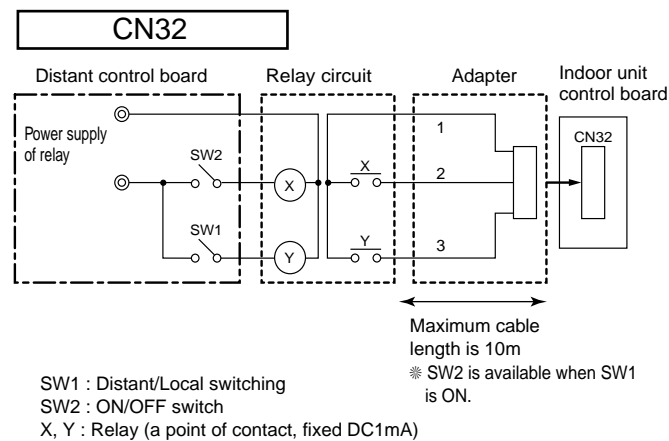 CN32
Distant control board
Relay circuit
Adapter
Indoor unit
control board
Power supply
of relay
SW2
SW1
X
Y
X
Y
1
2
3
CN32
Maximum cable
length is 10m
❊ SW2 is available when SW1
is ON.
SW1 : Distant/Local switching
SW2 : ON/OFF switch
X, Y : Relay (a point of contact, fixed DC1mA)